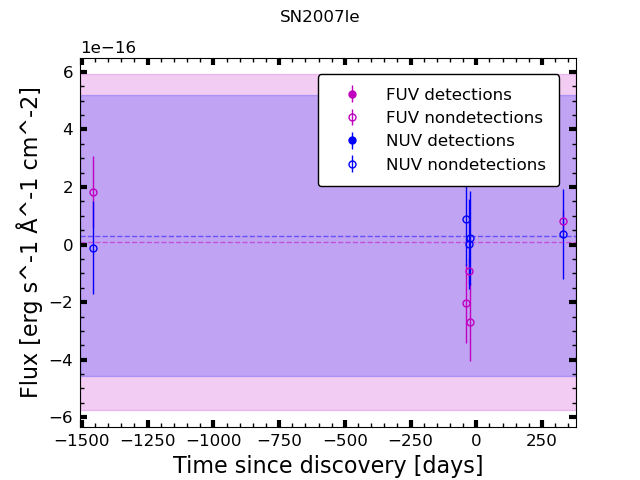 SN2007le
1e−16
FUV detections
FUV nondetections
NUV detections
NUV nondetections
6
4
2
0
−2
−4
−6
Flux [erg s^-1 Å^-1 cm^-2]
−1500 −1250 −1000 −750 −500 −250 0 250
Time since discovery [days]